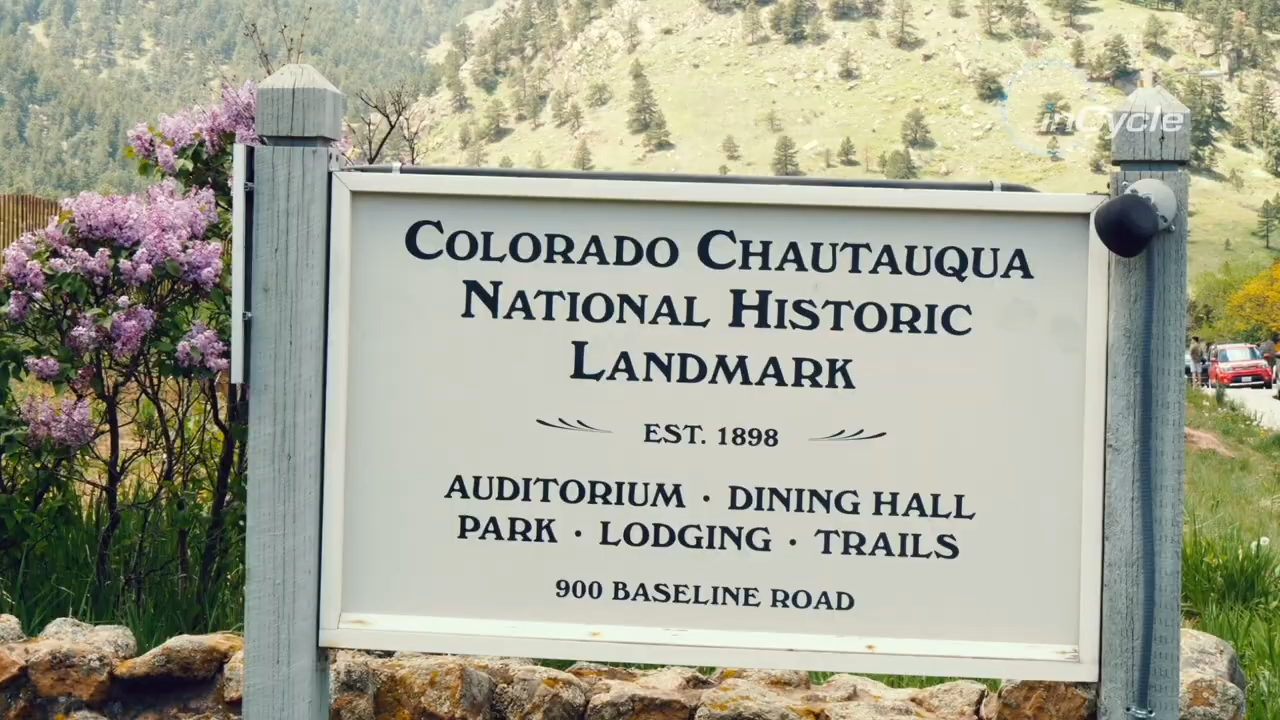 inCycle
COLORADO CHAUTAUQUA
NATIONAL HISTORIC
LANDMARK
EST. 1898
AUDITORIUM · DINING HALL
PARK · LODGING · TRAILS
900 BASELINE ROAD